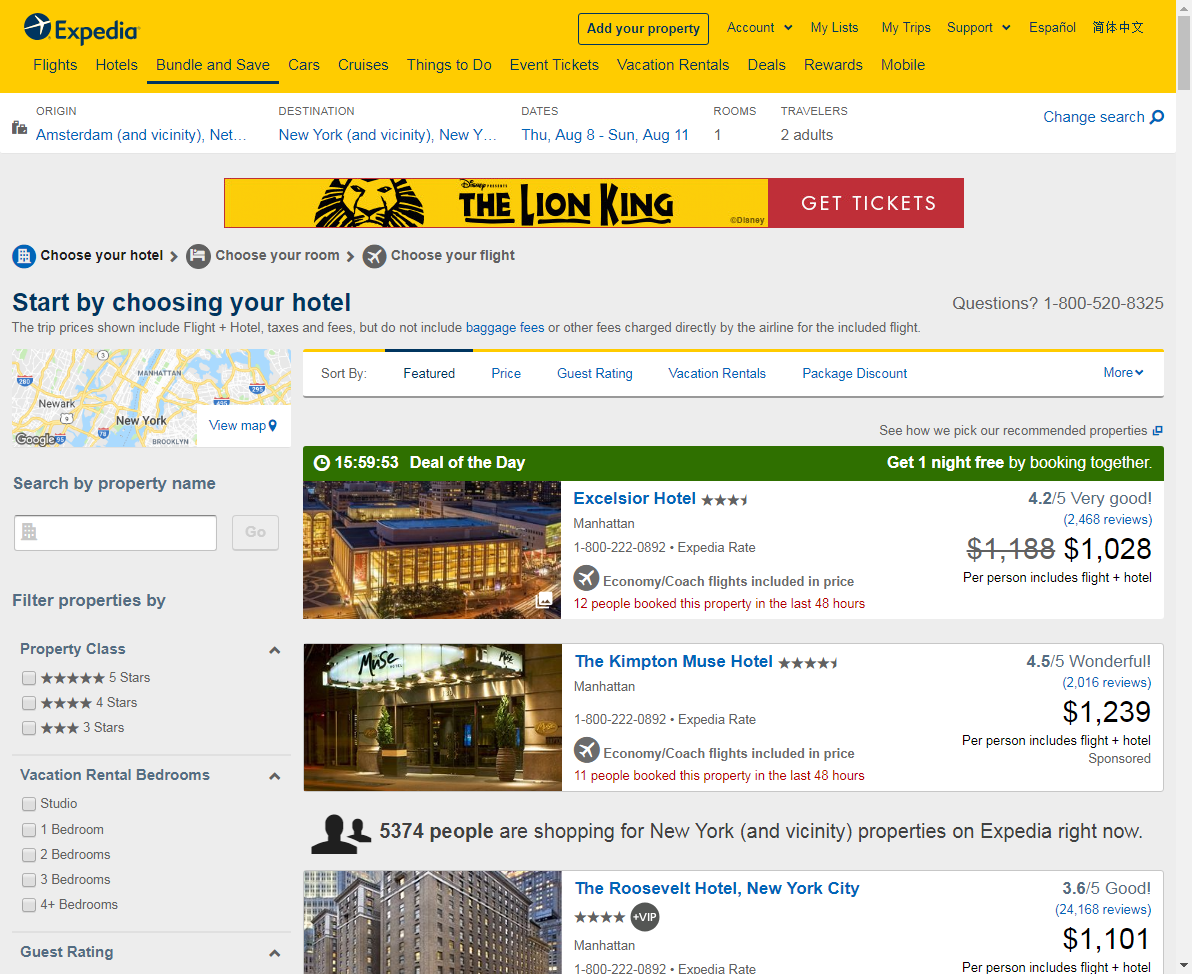 Expedia
Add your property
Account
My Lists
My Trips
Support
Español
简体中文
Flights
Hotels
Bundle and Save
Cars
Cruises
Things to Do
Event Tickets
Vacation Rentals
Deals
Rewards
Mobile
ORIGIN
Amsterdam (and vicinity), Net…
DESTINATION
New York (and vicinity), New Y…
DATES
Thu, Aug 8 - Sun, Aug 11
ROOMS
1
TRAVELERS
2 adults
Change search
Disney PRESENTS
THE LION KING
©Disney
GET TICKETS
Choose your hotel
Choose your room
Choose your flight
Start by choosing your hotel
Questions? 1-800-520-8325
The trip prices shown include Flight + Hotel, taxes and fees, but do not include baggage fees or other fees charged directly by the airline for the included flight.
3
MANHATTAN
280
295
495
Newark
9
New York
78
95
BROOKLYN
Google
View map
Sort By:
Featured
Price
Guest Rating
Vacation Rentals
Package Discount
More
See how we pick our recommended properties
Search by property name
Go
Filter properties by
Property Class
5 Stars
4 Stars
3 Stars
Vacation Rental Bedrooms
Studio
1 Bedroom
2 Bedrooms
3 Bedrooms
4+ Bedrooms
Guest Rating
15:59:53 Deal of the Day
Get 1 night free by booking together.
Excelsior Hotel
Manhattan
1-800-222-0892 • Expedia Rate
Economy/Coach flights included in price
12 people booked this property in the last 48 hours
4.2/5 Very good!
(2,468 reviews)
$1,188 $1,028
Per person includes flight + hotel
Muse
HOTEL
The Kimpton Muse Hotel
Manhattan
1-800-222-0892 • Expedia Rate
Economy/Coach flights included in price
11 people booked this property in the last 48 hours
4.5/5 Wonderful!
(2,016 reviews)
$1,239
Per person includes flight + hotel
Sponsored
5374 people are shopping for New York (and vicinity) properties on Expedia right now.
The Roosevelt Hotel, New York City
+VIP
Manhattan
1-800-222-0892 • Expedia Rate
3.6/5 Good!
(24,168 reviews)
$1,101
Per person includes flight + hotel